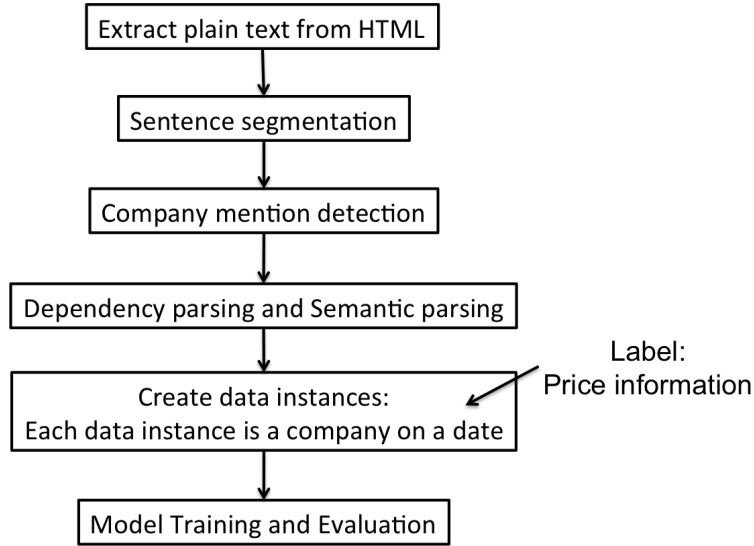 Extract plain text from HTML
Sentence segmentation
Company mention detection
Dependency parsing and Semantic parsing
Label:
Price information
Create data instances:
Each data instance is a company on a date
Model Training and Evaluation